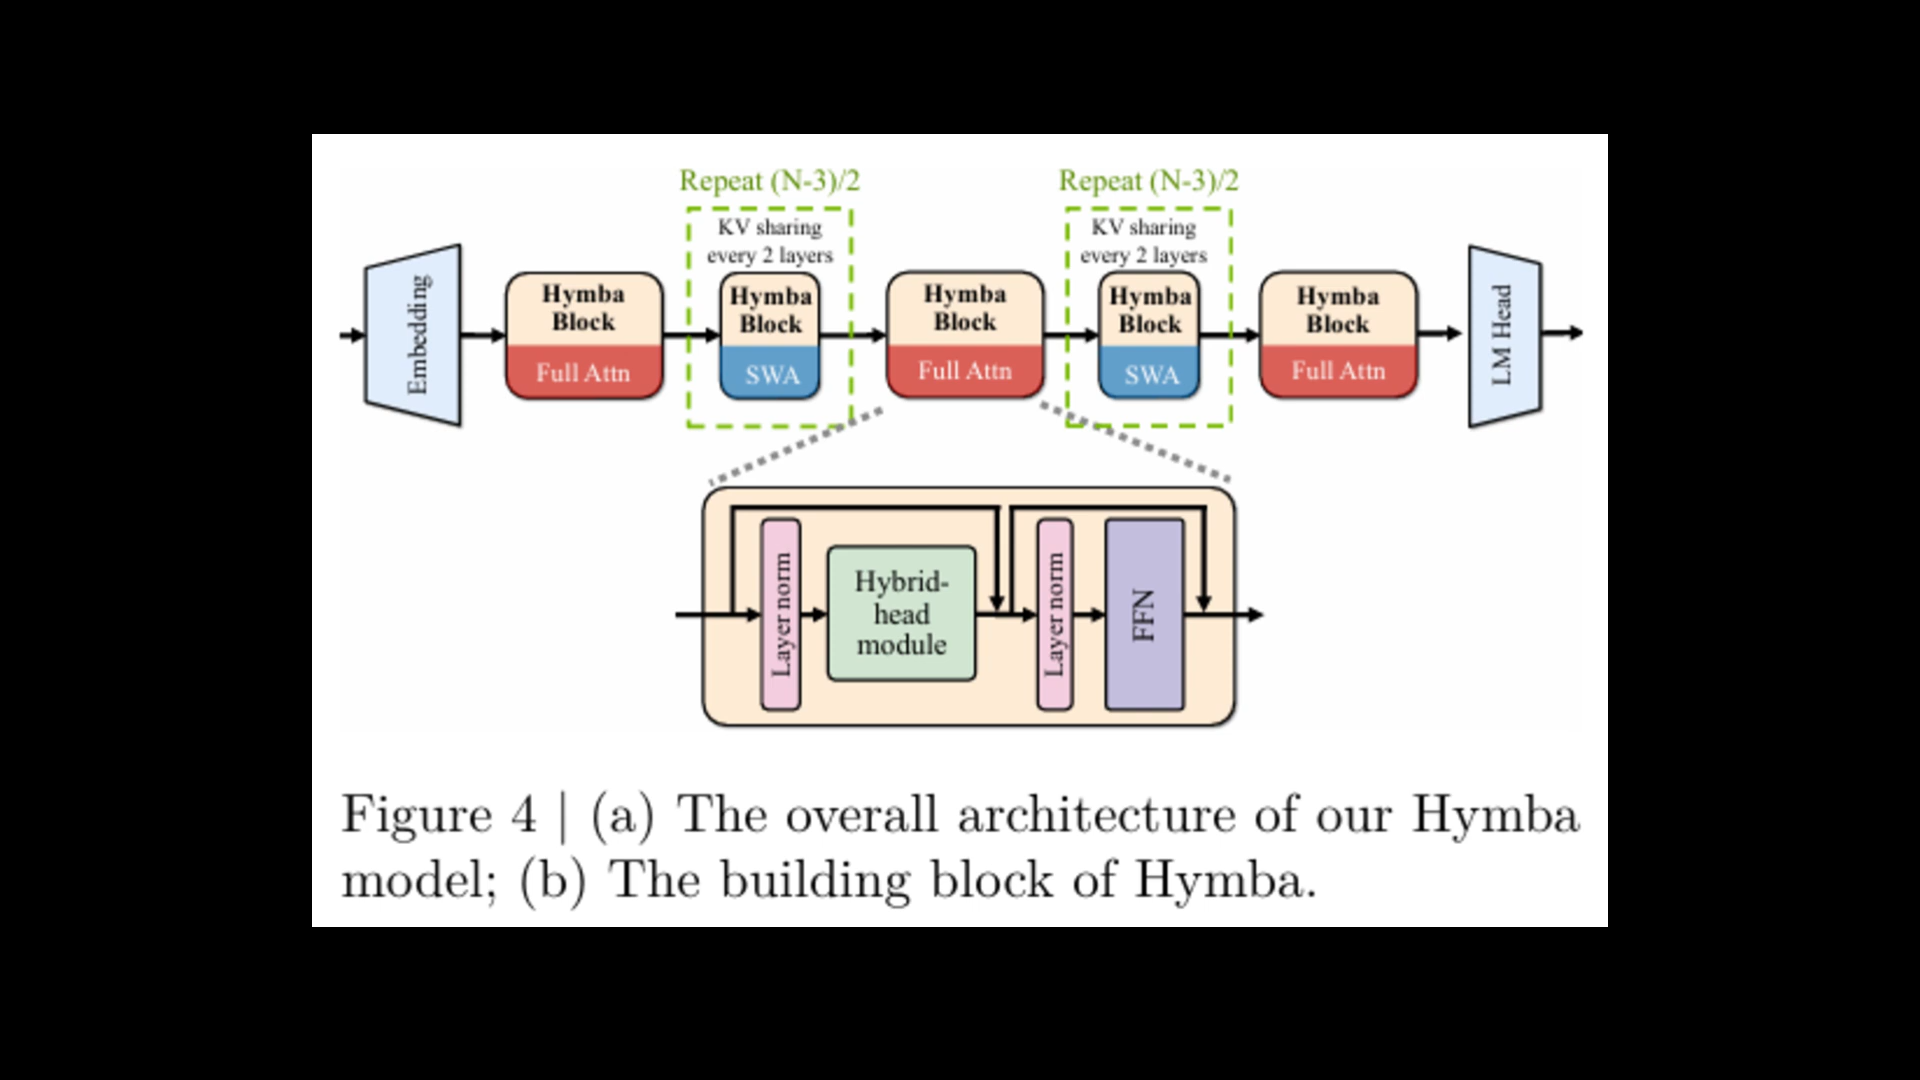 Repeat (N-3)/2
Repeat (N-3)/2
KV sharing
every 2 layers
KV sharing
every 2 layers
Embedding
Hymba
Block
Full Attn
Hymba
Block
SWA
Hymba
Block
Full Attn
Hymba
Block
SWA
Hymba
Block
Full Attn
LM Head
Layer norm
Hybrid-
head
module
Layer norm
FFN
Figure 4 | (a) The overall architecture of our Hymba
model; (b) The building block of Hymba.